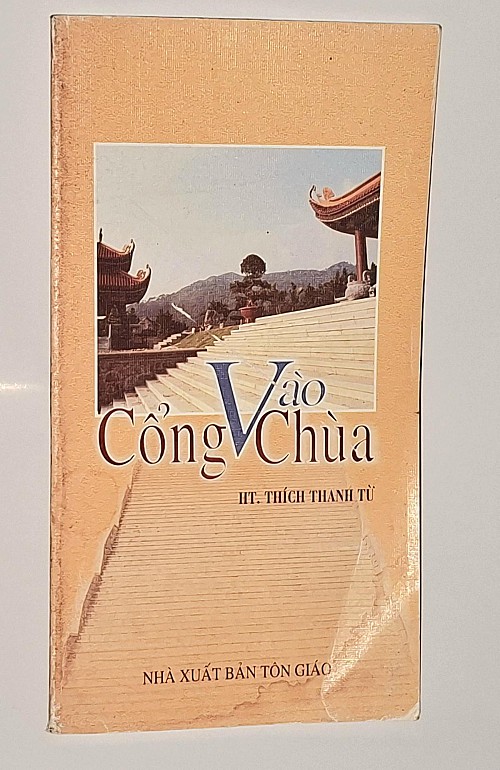 Vào
Cổng Chùa
HT. THÍCH THANH TỪ
NHÀ XUẤT BẢN TÔN GIÁO